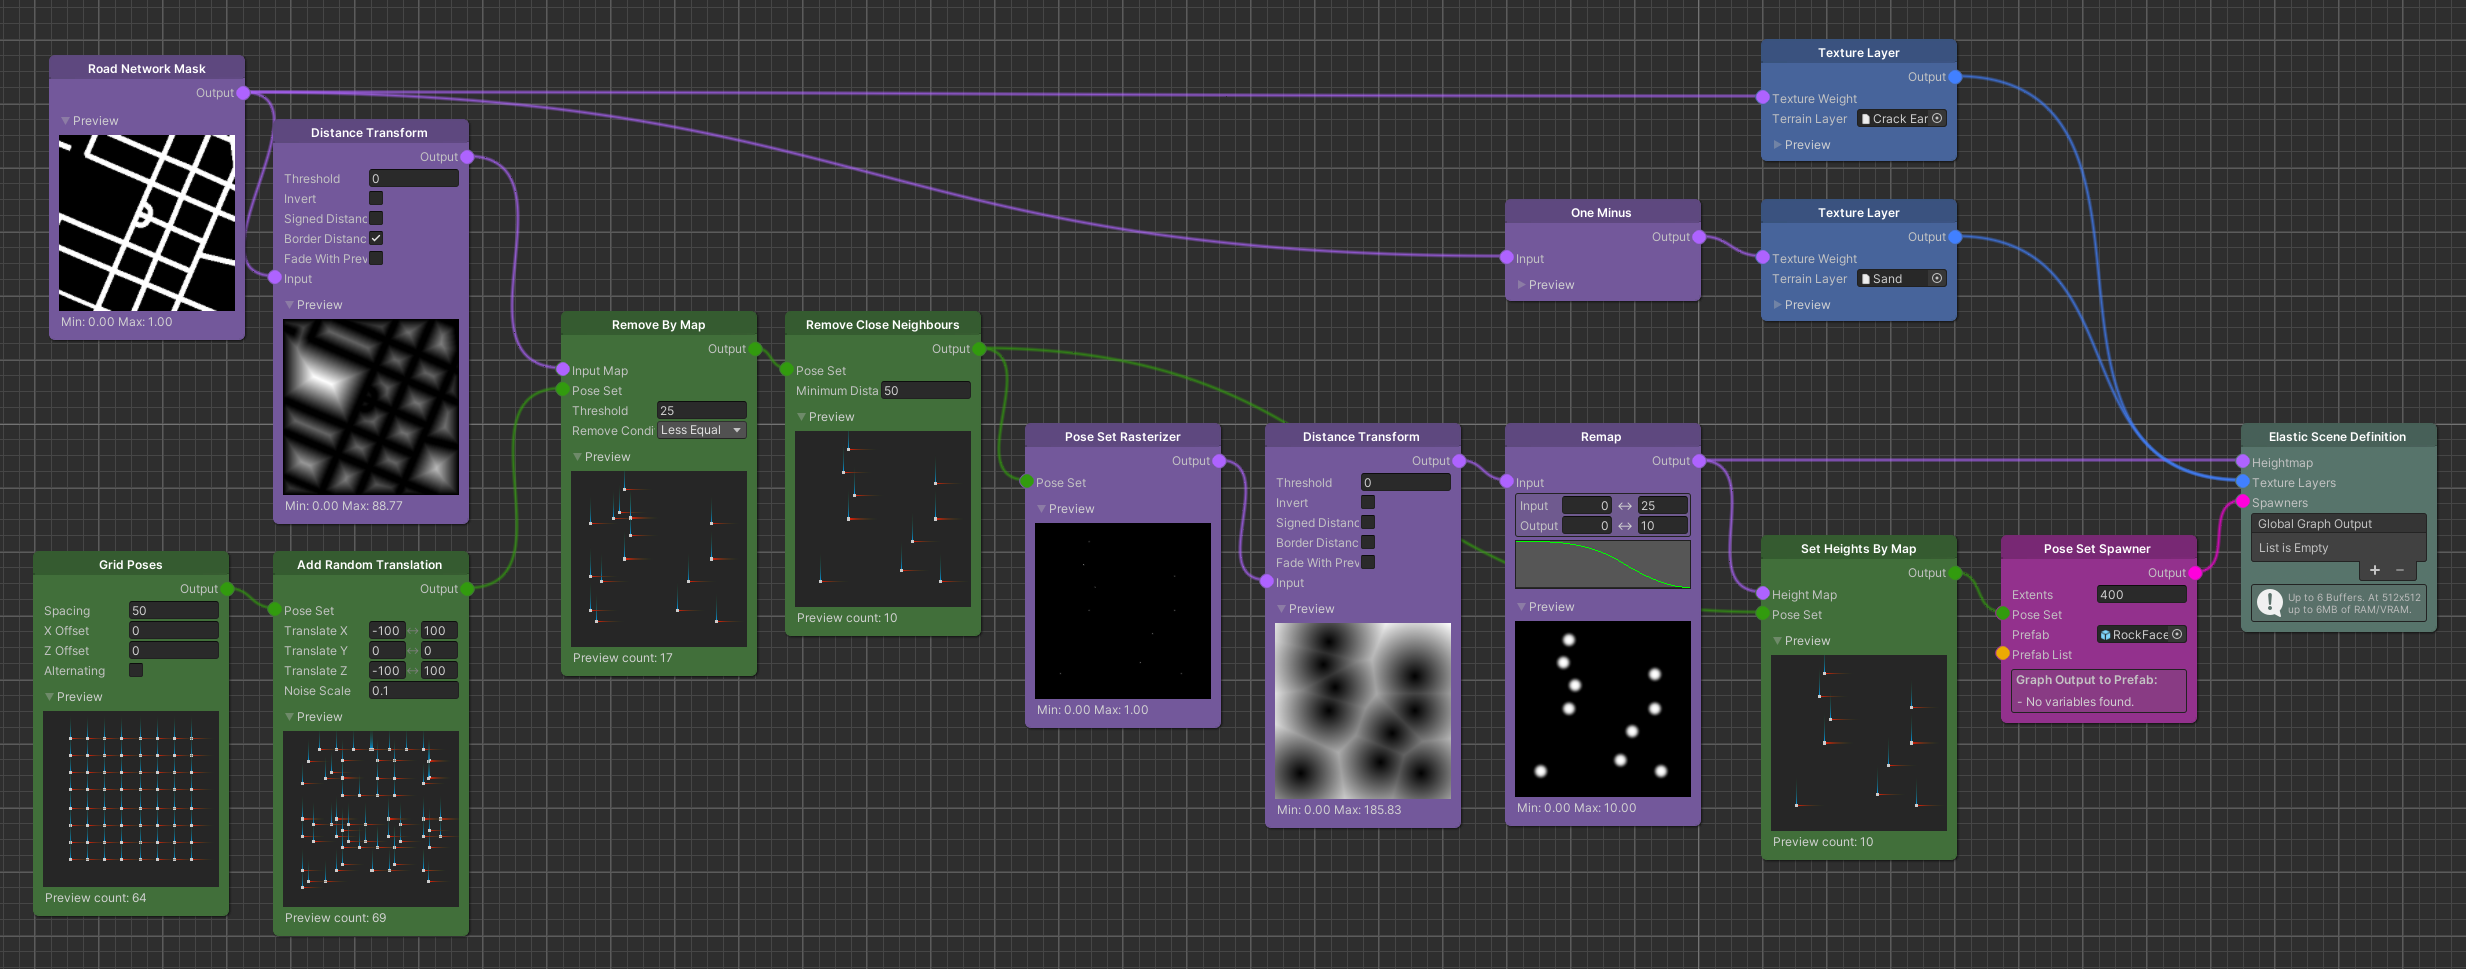 Road Network Mask
Output
Preview
Min: 0.00 Max: 1.00
Distance Transform
Output
Threshold 0
Invert
Signed Distanc
Border Distanc
Fade With Prev
Input
Preview
Min: 0.00 Max: 88.77
Grid Poses
Output
Spacing 50
X Offset 0
Z Offset 0
Alternating
Preview
Preview count: 64
Add Random Translation
Output
Pose Set
Translate X -100 ↔ 100
Translate Y 0 ↔ 0
Translate Z -100 ↔ 100
Noise Scale 0.1
Preview
Preview count: 69
Remove By Map
Output
Input Map
Pose Set
Threshold 25
Remove Condi Less Equal
Preview
Preview count: 17
Remove Close Neighbours
Output
Pose Set
Minimum Dista 50
Preview
Preview count: 10
Pose Set Rasterizer
Output
Pose Set
Preview
Min: 0.00 Max: 1.00
Distance Transform
Output
Threshold 0
Invert
Signed Distanc
Border Distanc
Fade With Prev
Input
Preview
Min: 0.00 Max: 185.83
One Minus
Output
Input
Preview
Remap
Output
Input
Input 0 ↔ 25
Output 0 ↔ 10
Preview
Min: 0.00 Max: 10.00
Texture Layer
Output
Texture Weight
Terrain Layer Crack Ear
Preview
Texture Layer
Output
Texture Weight
Terrain Layer Sand
Preview
Set Heights By Map
Output
Height Map
Pose Set
Preview
Preview count: 10
Pose Set Spawner
Output
Extents 400
Pose Set
Prefab RockFace
Prefab List
Graph Output to Prefab:
- No variables found.
Elastic Scene Definition
Heightmap
Texture Layers
Spawners
Global Graph Output
List is Empty
+ −
Up to 6 Buffers. At 512x512
up to 6MB of RAM/VRAM.